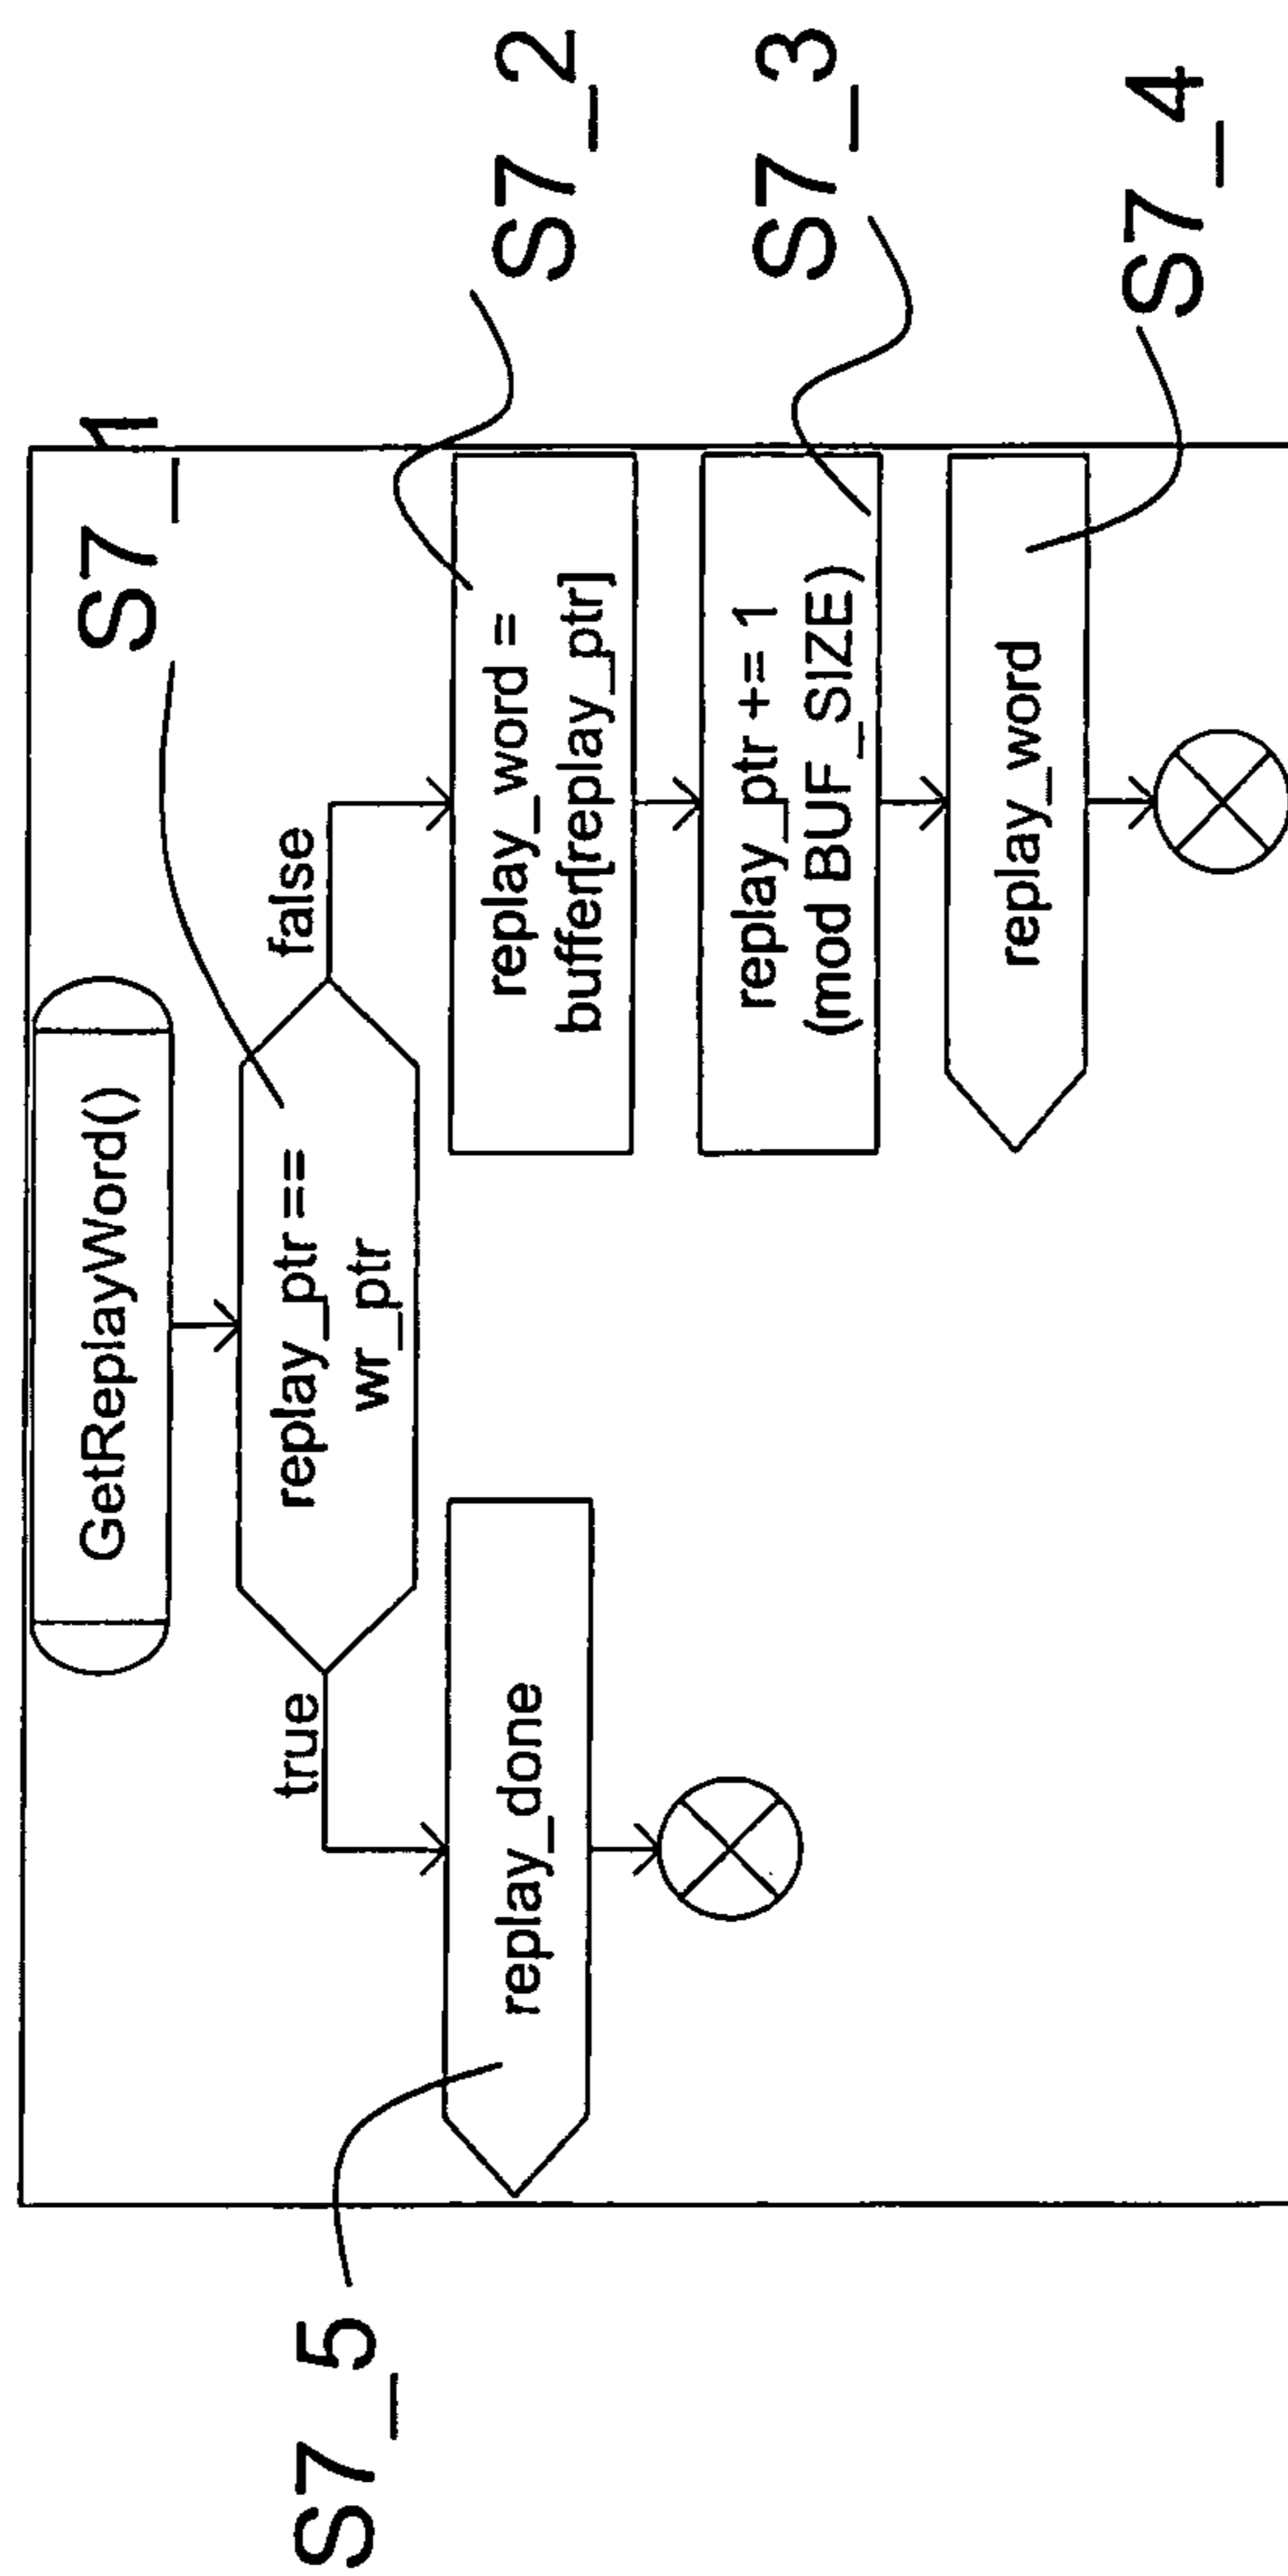 S7_1
GetReplayWord()
replay_ptr ==
wr_ptr
true
false
S7_2
replay_word =
buffer[replay_ptr]
S7_3
replay_ptr += 1
(mod BUF_SIZE)
S7_4
replay_word
S7_5
replay_done